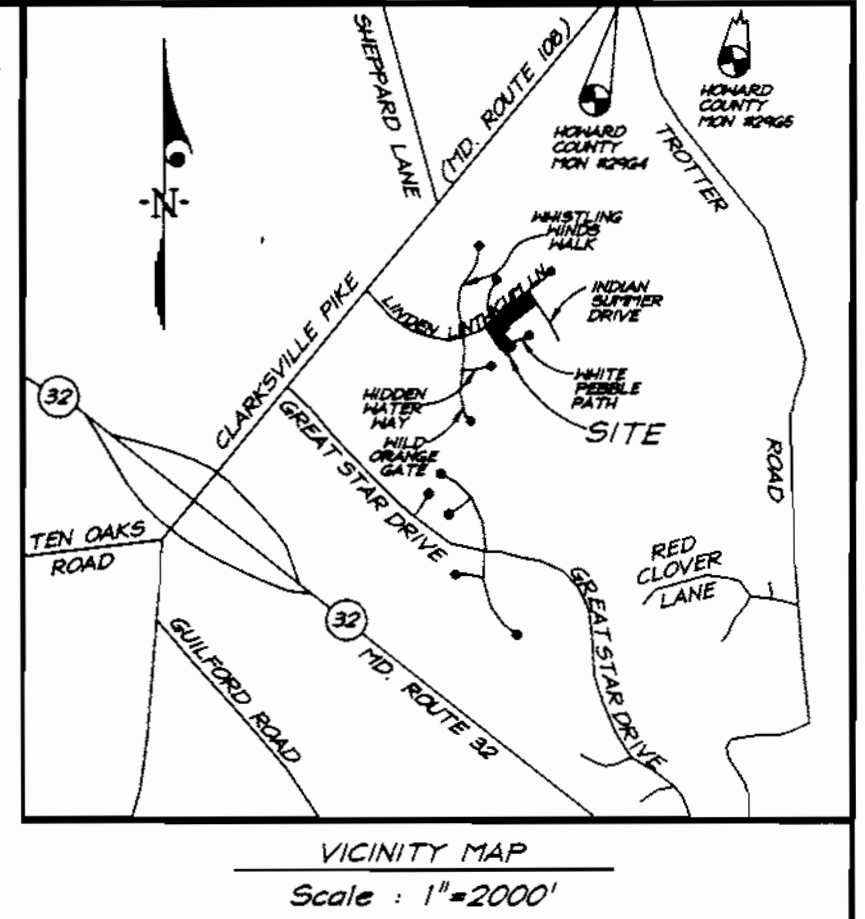 SHEPPARD LANE
(MD. ROUTE 108)
HOWARD
COUNTY
MON #29G4
HOWARD
COUNTY
MON #29G5
TROTTER
-N-
WHISTLING
WINDS
WALK
CLARKSVILLE PIKE
LINDEN LINTHICUM LN.
INDIAN
SUMMER
DRIVE
WHITE
PEBBLE
PATH
HIDDEN
WATER
WAY
SITE
32
WILD
ORANGE
GATE
GREAT STAR DRIVE
ROAD
TEN OAKS
ROAD
RED
CLOVER
LANE
GREAT STAR DRIVE
32
GUILFORD ROAD
MD. ROUTE 32
VICINITY MAP
Scale : 1"=2000'